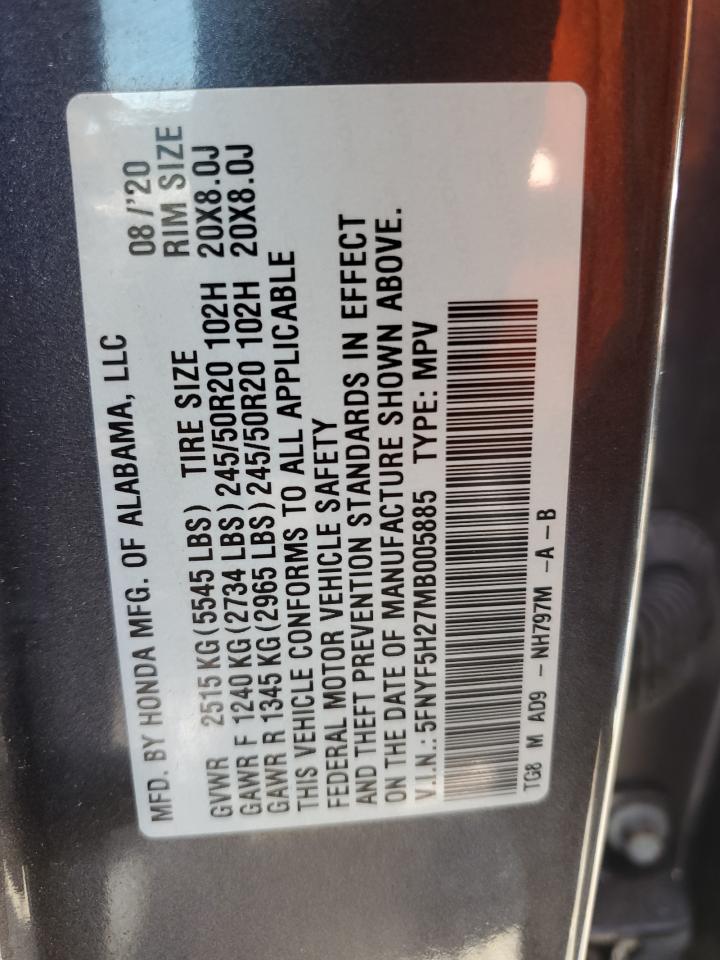 MFD. BY HONDA MFG. OF ALABAMA, LLC 08/'20
GVWR 2515 KG (5545 LBS) TIRE SIZE RIM SIZE
GAWR F 1240 KG (2734 LBS) 245/50R20 102H 20X8.0J
GAWR R 1345 KG (2965 LBS) 245/50R20 102H 20X8.0J
THIS VEHICLE CONFORMS TO ALL APPLICABLE
FEDERAL MOTOR VEHICLE SAFETY
AND THEFT PREVENTION STANDARDS IN EFFECT
ON THE DATE OF MANUFACTURE SHOWN ABOVE.
V.I.N.: 5FNYF5H27MB005885 TYPE: MPV
TG8 M AD9 - NH797M -A-B